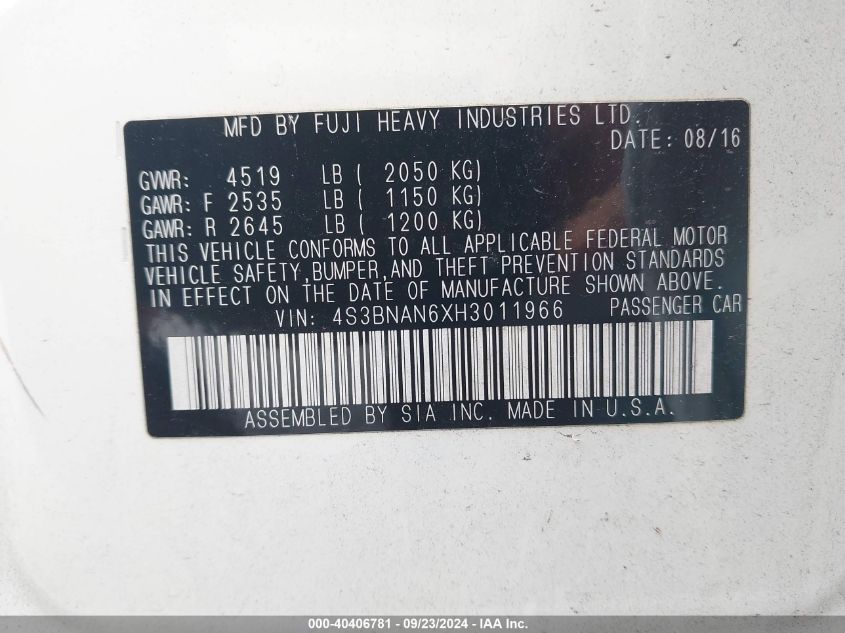 MFD BY FUJI HEAVY INDUSTRIES LTD.
DATE: 08/16
GVWR: 4519 LB ( 2050 KG)
GAWR: F 2535 LB ( 1150 KG)
GAWR: R 2645 LB ( 1200 KG)
THIS VEHICLE CONFORMS TO ALL APPLICABLE FEDERAL MOTOR
VEHICLE SAFETY,BUMPER,AND THEFT PREVENTION STANDARDS
IN EFFECT ON THE DATE OF MANUFACTURE SHOWN ABOVE.
VIN: 4S3BNAN6XH3011966 PASSENGER CAR
ASSEMBLED BY SIA INC. MADE IN U.S.A.
000-40406781 - 09/23/2024 - IAA Inc.